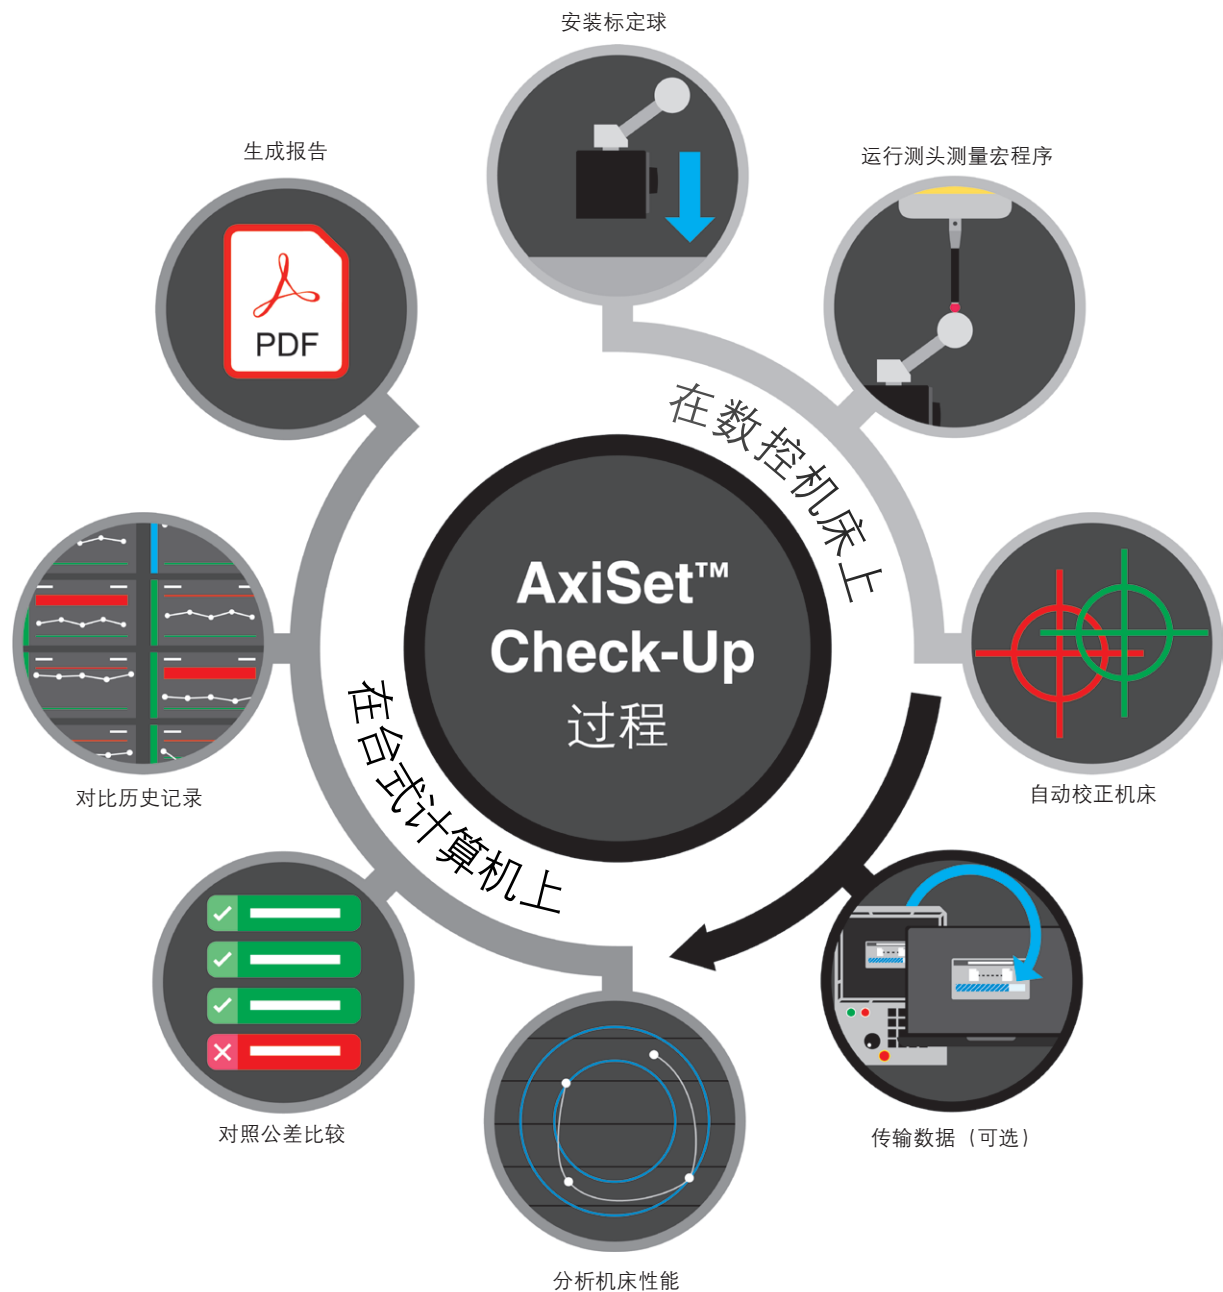 安装标定球
生成报告
运行测头测量宏程序
PDF
在数控机床上
AxiSet™
Check-Up
过程
在台式计算机上
对比历史记录
自动校正机床
对照公差比较
传输数据（可选）
分析机床性能